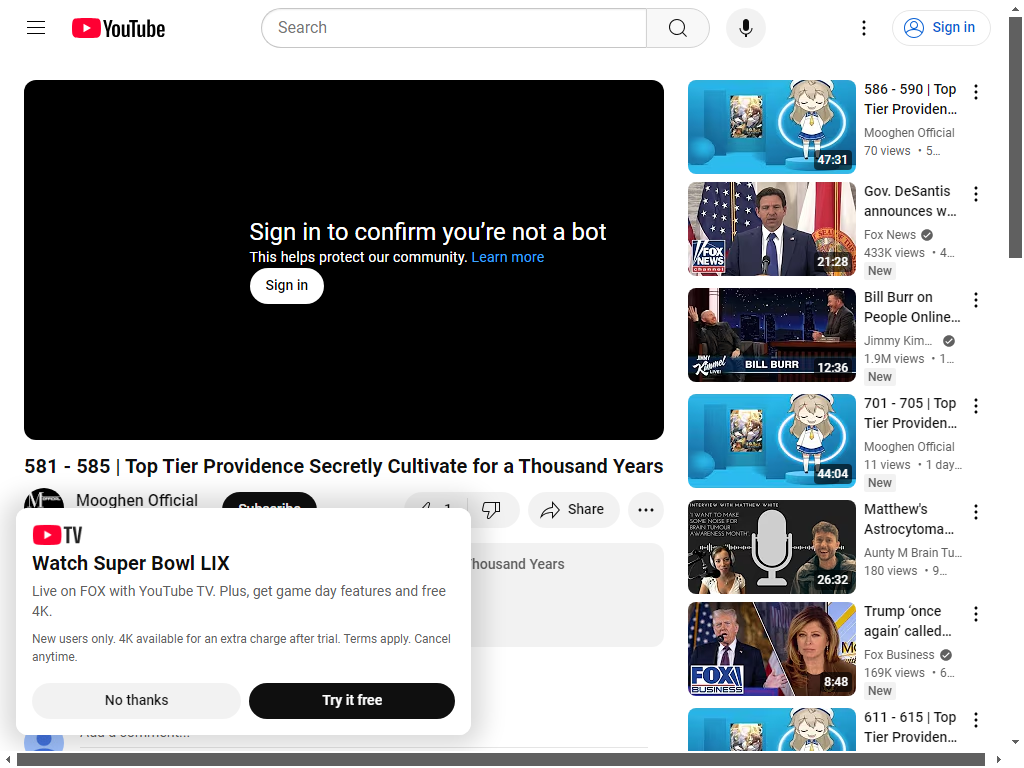 YouTube
Search
Sign in
Sign in to confirm you’re not a bot
This helps protect our community. Learn more
Sign in
581 - 585 | Top Tier Providence Secretly Cultivate for a Thousand Years
Mooghen Official
Subscribe
1
Share
Thousand Years
TV
Watch Super Bowl LIX
Live on FOX with YouTube TV. Plus, get game day features and free
4K.
New users only. 4K available for an extra charge after trial. Terms apply. Cancel
anytime.
No thanks
Try it free
Add a comment...
586 - 590 | Top
Tier Providen...
Mooghen Official
70 views • 5...
47:31
Gov. DeSantis
announces w...
Fox News
433K views • 4...
New
FOX
NEWS
channel
21:28
Bill Burr on
People Online...
Jimmy Kim...
1.9M views • 1...
New
JIMMY
Kimmel
LIVE!
BILL BURR
12:36
701 - 705 | Top
Tier Providen...
Mooghen Official
11 views • 1 day...
New
44:04
Matthew's
Astrocytoma...
Aunty M Brain Tu...
180 views • 9...
INTERVIEW WITH MATTHEW WHITE
"I WANT TO MAKE
SOME NOISE FOR
BRAIN TUMOUR
AWARENESS MONTH"
26:32
Trump ‘once
again’ called...
Fox Business
169K views • 6...
New
FOX
BUSINESS
8:48
611 - 615 | Top
Tier Providen...